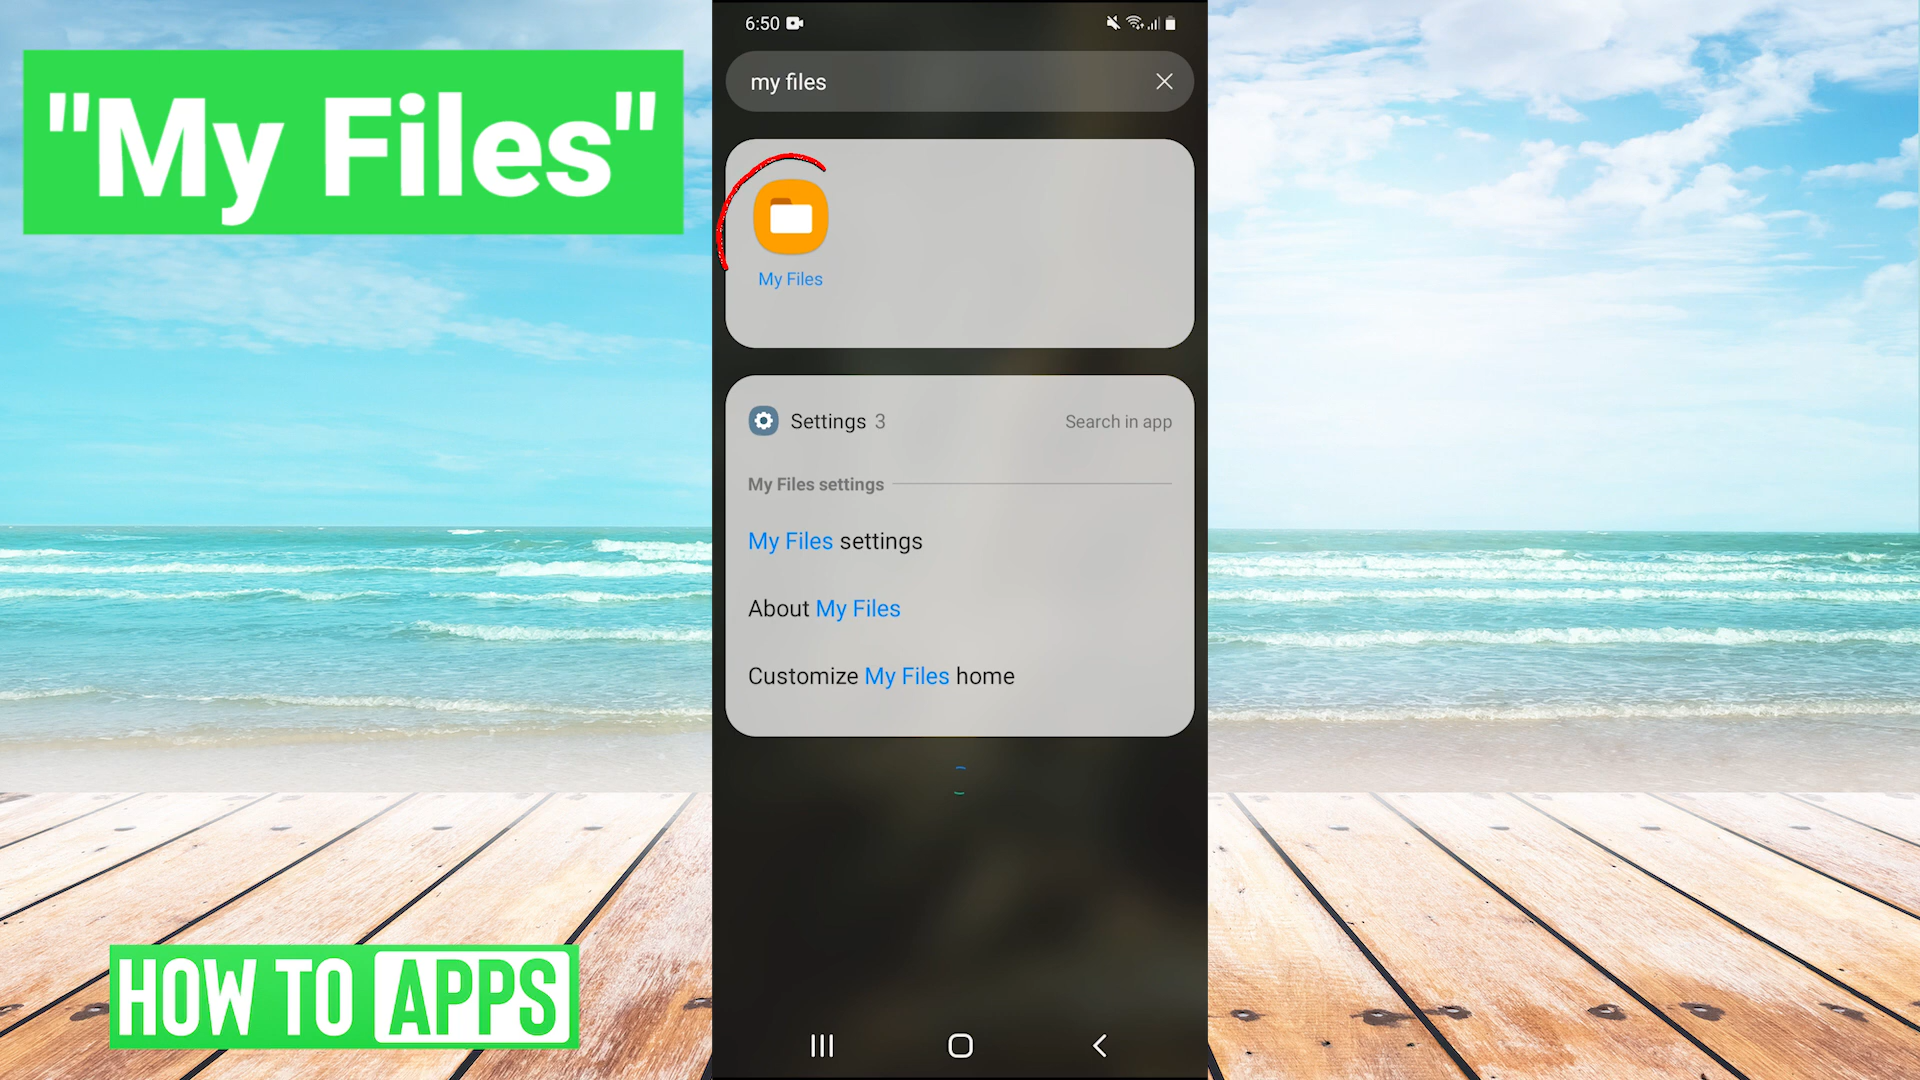 "My Files"
6:50
my files
My Files
Settings 3
Search in app
My Files settings
My Files settings
About My Files
Customize My Files home
HOW TO APPS